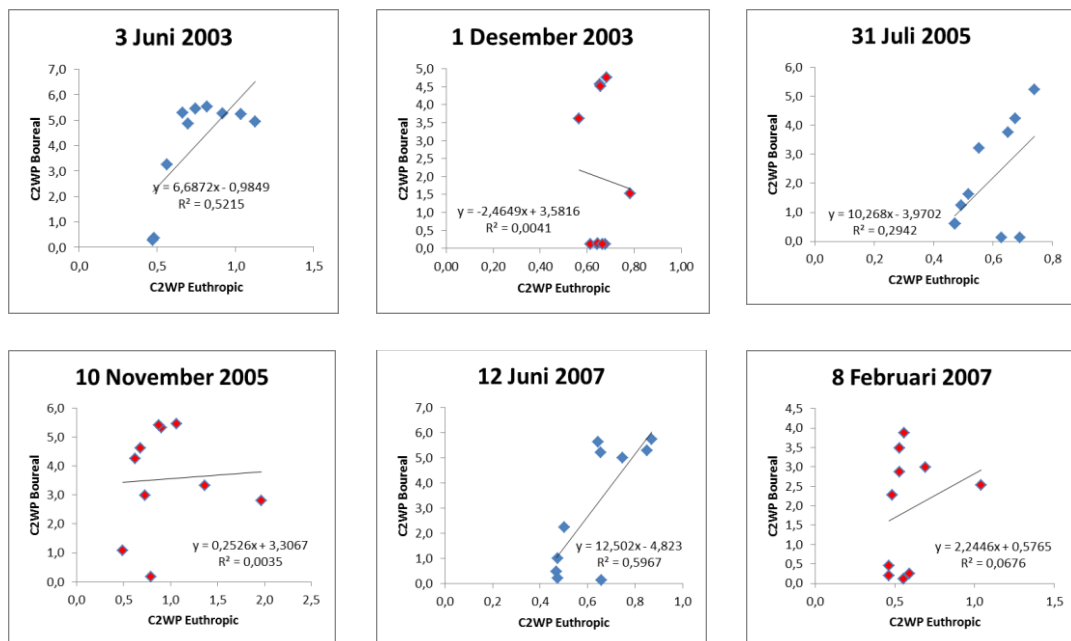 3 Juni 2003
C2WP Boureal
7,0
6,0
5,0
4,0
3,0
2,0
1,0
0,0
y = 6,6872x - 0,9849
R² = 0,5215
0,0 0,5 1,0 1,5
C2WP Euthropic
1 Desember 2003
C2WP Boureal
5,0
4,5
4,0
3,5
3,0
2,5
2,0
1,5
1,0
0,5
0,0
y = -2,4649x + 3,5816
R² = 0,0041
0,00 0,20 0,40 0,60 0,80 1,00
C2WP Euthropic
31 Juli 2005
C2WP Boureal
6,0
5,0
4,0
3,0
2,0
1,0
0,0
y = 10,268x - 3,9702
R² = 0,2942
0,0 0,2 0,4 0,6 0,8
C2WP Euthropic
10 November 2005
C2WP Boureal
6,0
5,0
4,0
3,0
2,0
1,0
0,0
y = 0,2526x + 3,3067
R² = 0,0035
0,0 0,5 1,0 1,5 2,0 2,5
C2WP Euthropic
12 Juni 2007
C2WP Boureal
7,0
6,0
5,0
4,0
3,0
2,0
1,0
0,0
y = 12,502x - 4,823
R² = 0,5967
0,0 0,2 0,4 0,6 0,8 1,0
C2WP Euthropic
8 Februari 2007
C2WP Boureal
4,5
4,0
3,5
3,0
2,5
2,0
1,5
1,0
0,5
0,0
y = 2,2446x + 0,5765
R² = 0,0676
0,0 0,5 1,0 1,5
C2WP Euthropic